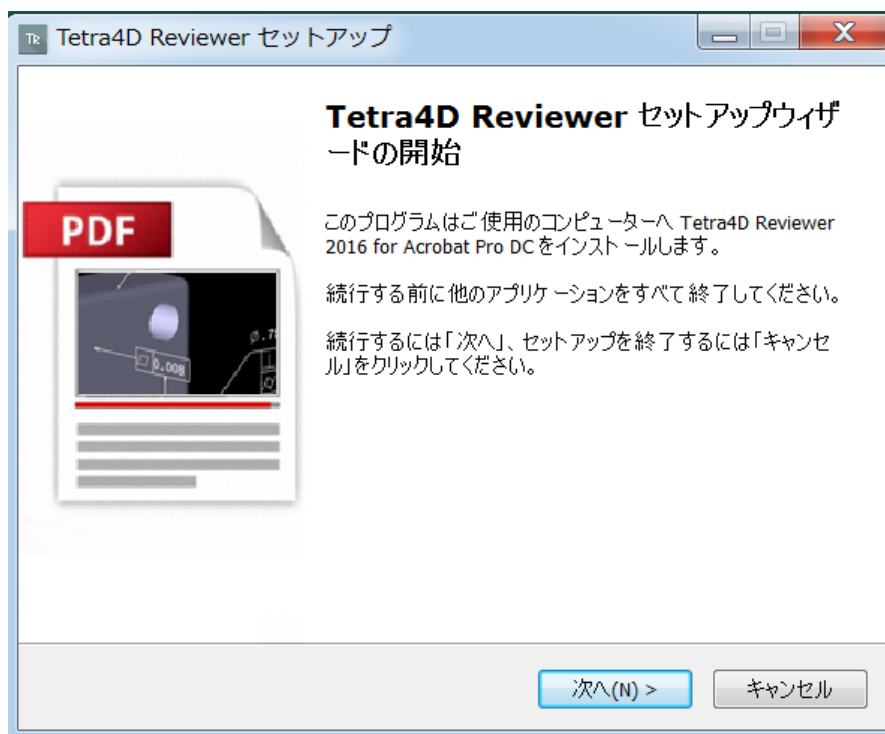 TR Tetra4D Reviewer セットアップ
Tetra4D Reviewer セットアップウィザ
ードの開始
PDF
このプログラムはご使用のコンピューターへ Tetra4D Reviewer
2016 for Acrobat Pro DC をインストールします。
続行する前に他のアプリケーションをすべて終了してください。
続行するには「次へ」、セットアップを終了するには「キャンセ
ル」をクリックしてください。
0.008
次へ(N) >
キャンセル